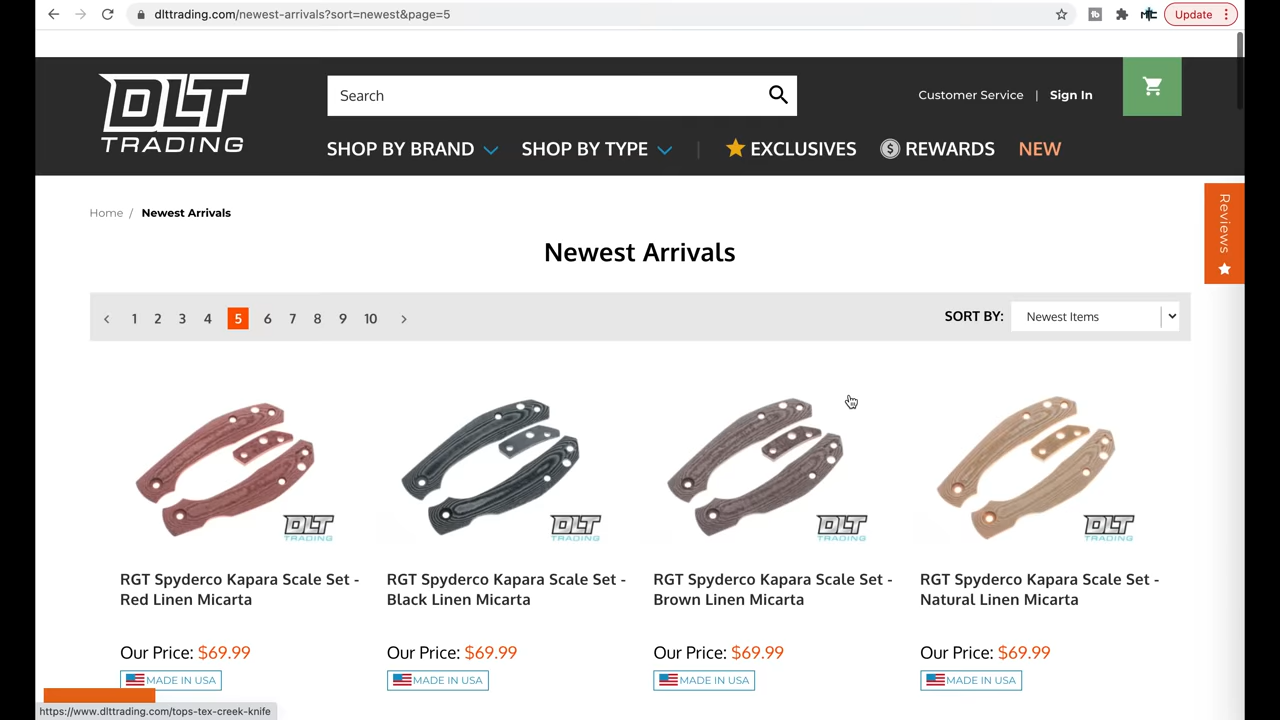 dlttrading.com/newest-arrivals?sort=newest&page=5
Update
DLT
TRADING
Search
Customer Service | Sign In
SHOP BY BRAND
SHOP BY TYPE
EXCLUSIVES
$ REWARDS
NEW
Reviews
Home / Newest Arrivals
Newest Arrivals
< 1 2 3 4 5 6 7 8 9 10 >
SORT BY: Newest Items
DLT
TRADING
DLT
TRADING
DLT
TRADING
DLT
TRADING
RGT Spyderco Kapara Scale Set -
Red Linen Micarta
RGT Spyderco Kapara Scale Set -
Black Linen Micarta
RGT Spyderco Kapara Scale Set -
Brown Linen Micarta
RGT Spyderco Kapara Scale Set -
Natural Linen Micarta
Our Price: $69.99
Our Price: $69.99
Our Price: $69.99
Our Price: $69.99
MADE IN USA
MADE IN USA
MADE IN USA
MADE IN USA
https://www.dlttrading.com/tops-tex-creek-knife